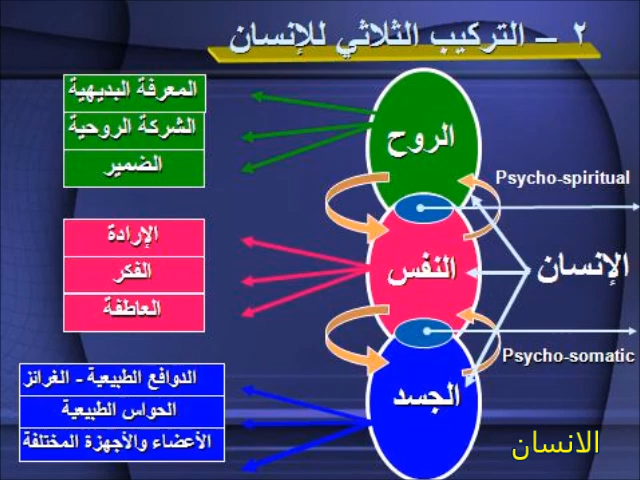 ٢ – التركيب الثلاثي للإنسان
المعرفة البديهية
الشركة الروحية
الضمير
الروح
Psycho-spiritual
الإرادة
الفكر
العاطفة
النفس
الإنسان
Psycho-somatic
الدوافع الطبيعية - الغرائز
الحواس الطبيعية
الأعضاء والأجهزة المختلفة
الجسد
الانسان